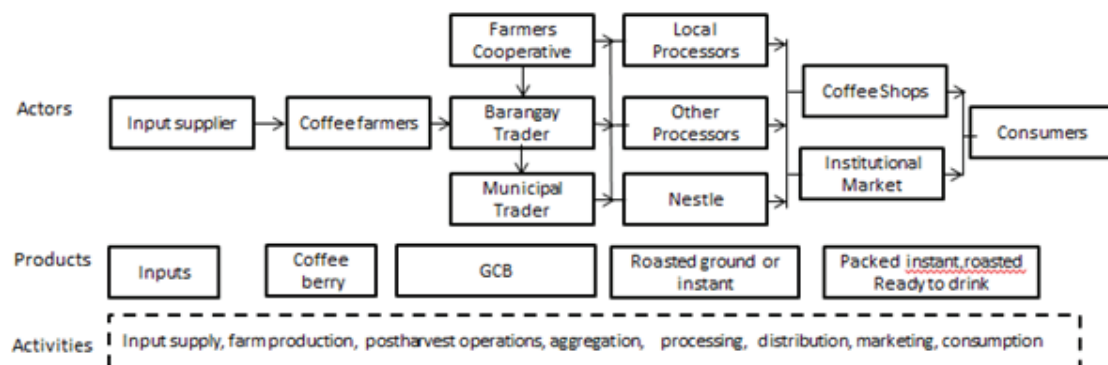 Farmers
Cooperative
Local
Processors
Actors
Input supplier
Coffee farmers
Barangay
Trader
Other
Processors
Coffee Shops
Consumers
Institutional
Market
Municipal
Trader
Nestle
Products
Inputs
Coffee
berry
GCB
Roasted ground or
instant
Packed instant,roasted
Ready to drink
Activities
Input supply, farm production, postharvest operations, aggregation, processing, distribution, marketing, consumption